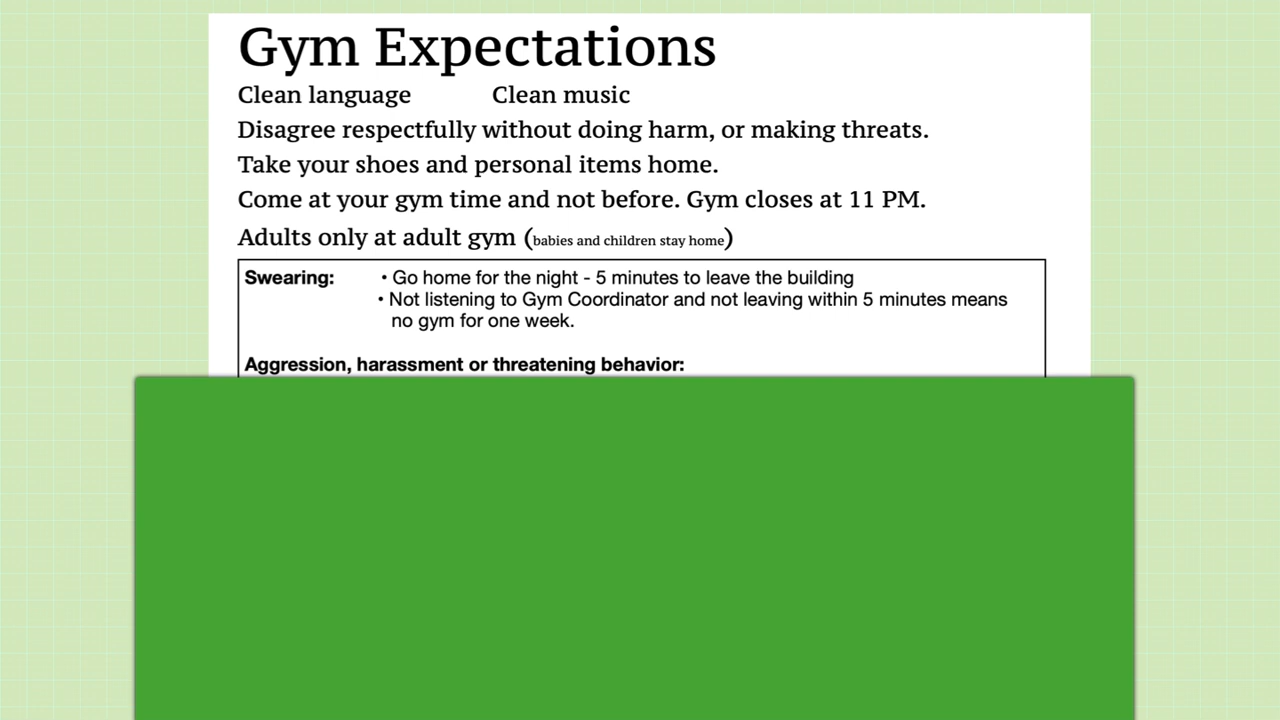 Gym Expectations
Clean language Clean music
Disagree respectfully without doing harm, or making threats.
Take your shoes and personal items home.
Come at your gym time and not before. Gym closes at 11 PM.
Adults only at adult gym (babies and children stay home)
Swearing: • Go home for the night - 5 minutes to leave the building
• Not listening to Gym Coordinator and not leaving within 5 minutes means
no gym for one week.
Aggression, harassment or threatening behavior: